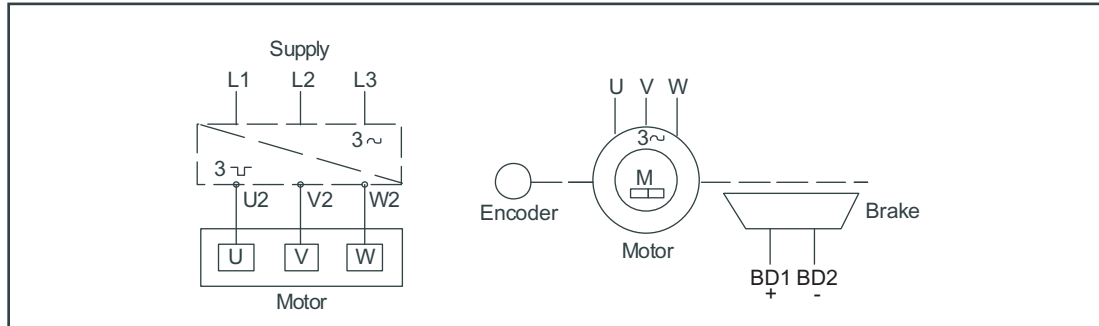 Supply
L1 L2 L3
3 ~
3
U2 V2 W2
U V W
Motor
U V W
3~
M
Encoder
Motor
Brake
BD1 BD2
+ -